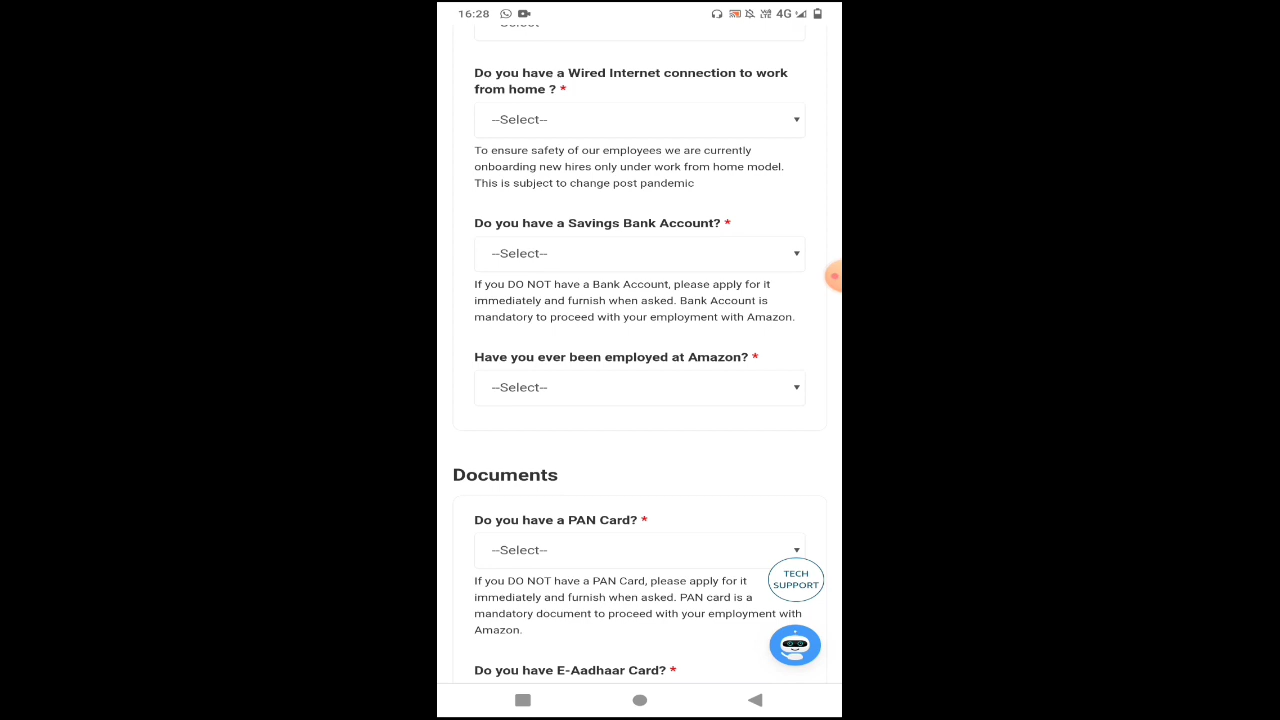 16:28
4G
--Select--
Do you have a Wired Internet connection to work
from home ? *
--Select--
To ensure safety of our employees we are currently
onboarding new hires only under work from home model.
This is subject to change post pandemic
Do you have a Savings Bank Account? *
--Select--
If you DO NOT have a Bank Account, please apply for it
immediately and furnish when asked. Bank Account is
mandatory to proceed with your employment with Amazon.
Have you ever been employed at Amazon? *
--Select--
Documents
Do you have a PAN Card? *
--Select--
TECH
SUPPORT
If you DO NOT have a PAN Card, please apply for it
immediately and furnish when asked. PAN card is a
mandatory document to proceed with your employment with
Amazon.
Do you have E-Aadhaar Card? *